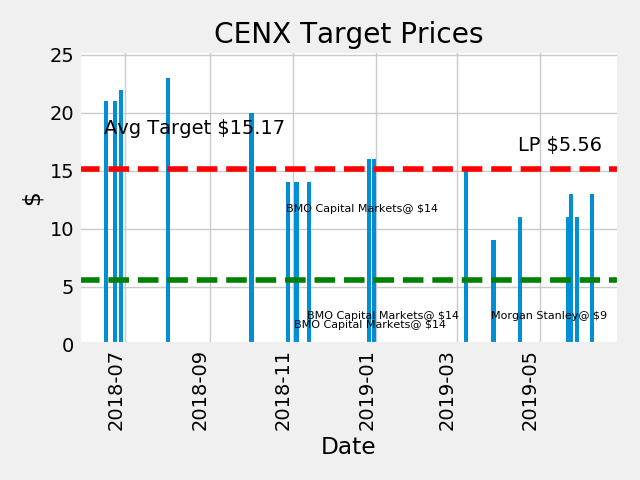 CENX Target Prices
25
20
15
10
5
0
$
Avg Target $15.17
LP $5.56
BMO Capital Markets@ $14
BMO Capital Markets@ $14
Morgan Stanley@ $9
BMO Capital Markets@ $14
2018-07
2018-09
2018-11
2019-01
2019-03
2019-05
Date